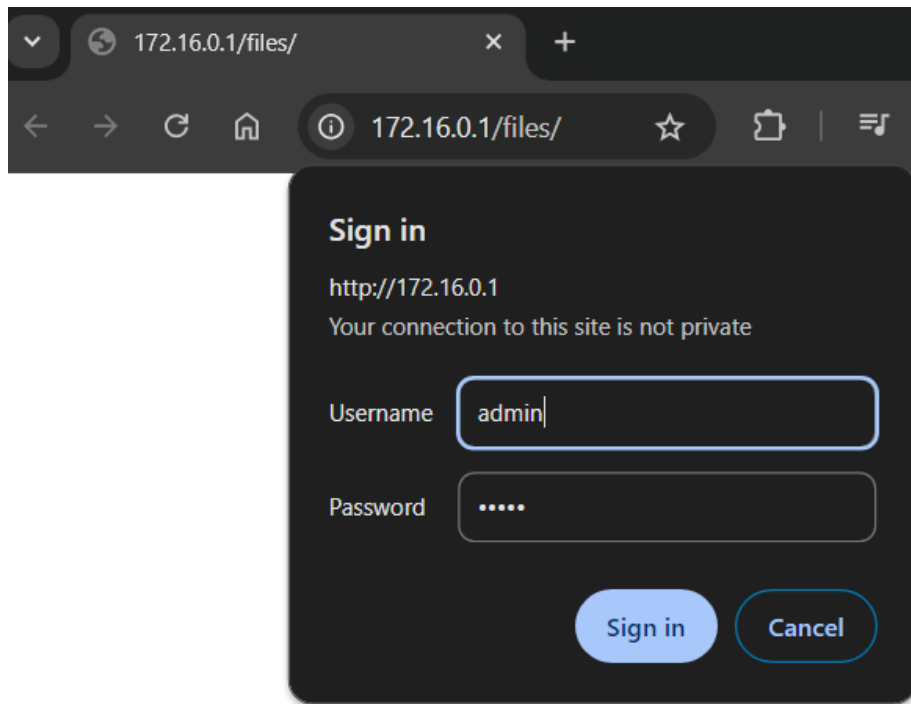 172.16.0.1/files/
172.16.0.1/files/
Sign in
http://172.16.0.1
Your connection to this site is not private
Username admin
Password •••••
Sign in Cancel